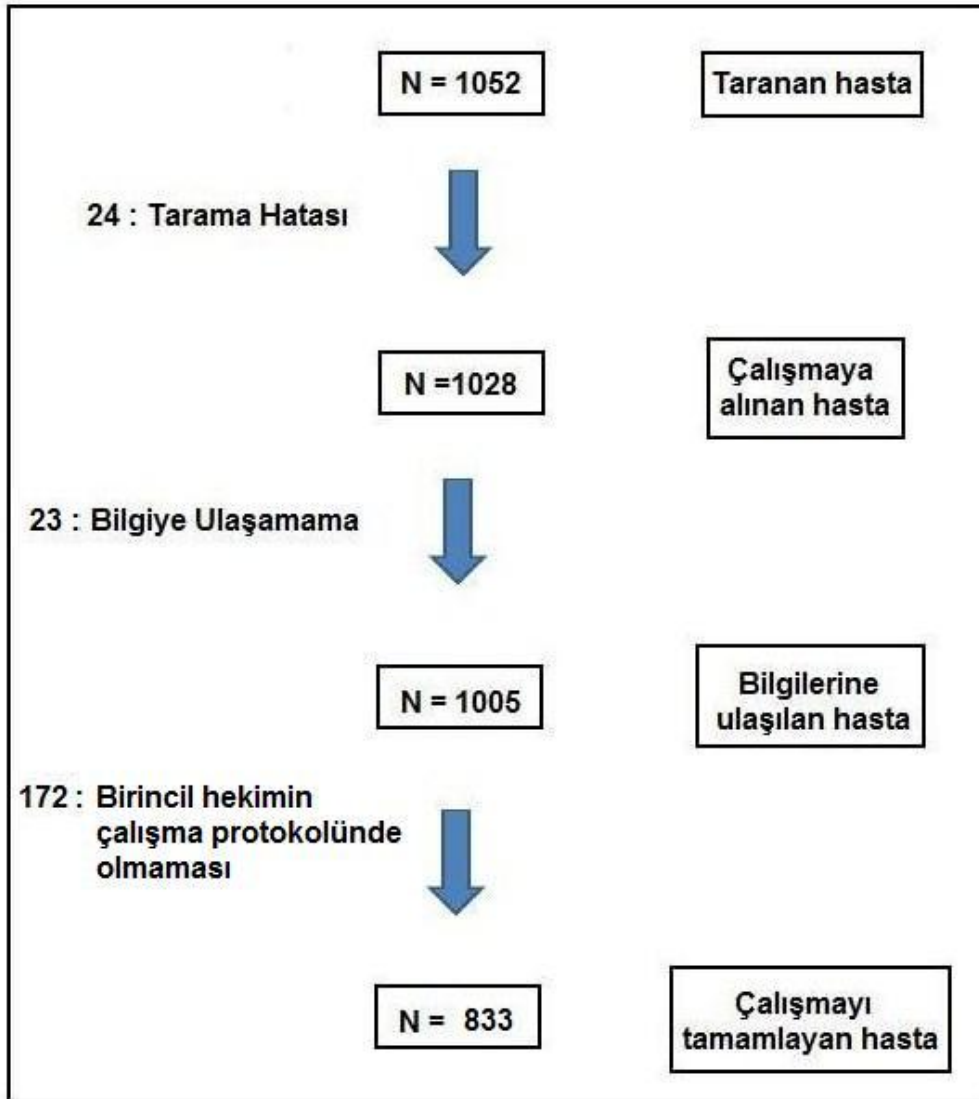 N = 1052
Taranan hasta
24 : Tarama Hatası
N =1028
Çalışmaya
alınan hasta
23 : Bilgiye Ulaşamama
N = 1005
Bilgilerine
ulaşılan hasta
172 : Birincil hekimin
çalışma protokolünde
olmaması
N = 833
Çalışmayı
tamamlayan hasta